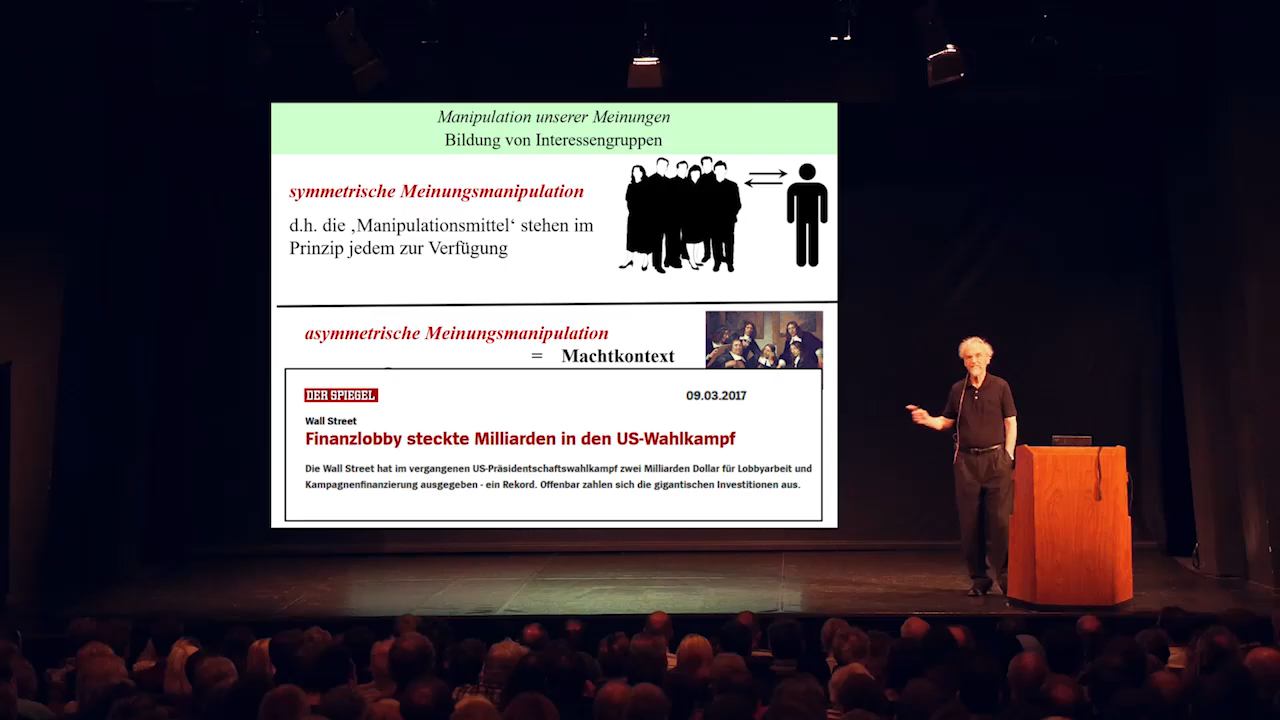 Manipulation unserer Meinungen
Bildung von Interessengruppen
symmetrische Meinungsmanipulation
d.h. die ‚Manipulationsmittel‘ stehen im
Prinzip jedem zur Verfügung
asymmetrische Meinungsmanipulation
= Machtkontext
DER SPIEGEL 09.03.2017
Wall Street
Finanzlobby steckte Milliarden in den US-Wahlkampf
Die Wall Street hat im vergangenen US-Präsidentschaftswahlkampf zwei Milliarden Dollar für Lobbyarbeit und
Kampagnenfinanzierung ausgegeben - ein Rekord. Offenbar zahlen sich die gigantischen Investitionen aus.